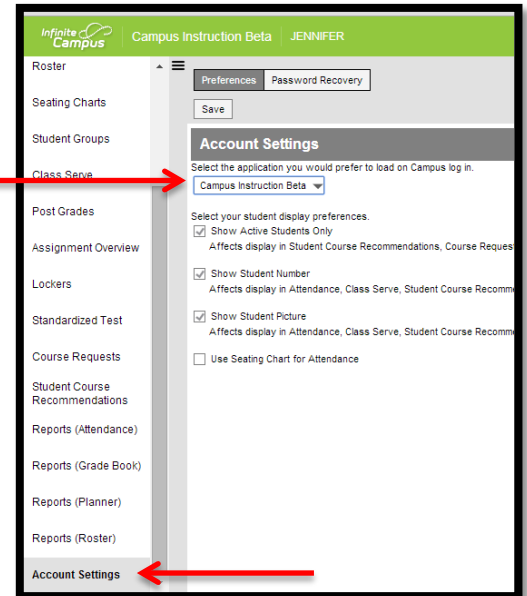 Infinite Campus
Campus Instruction Beta JENNIFER
Roster
Seating Charts
Student Groups
Class Serve
Post Grades
Assignment Overview
Lockers
Standardized Test
Course Requests
Student Course
Recommendations
Reports (Attendance)
Reports (Grade Book)
Reports (Planner)
Reports (Roster)
Account Settings
Preferences Password Recovery
Save
Account Settings
Select the application you would prefer to load on Campus log in.
Campus Instruction Beta
Select your student display preferences.
Show Active Students Only
Affects display in Student Course Recommendations, Course Reques
Show Student Number
Affects display in Attendance, Class Serve, Student Course Recomme
Show Student Picture
Affects display in Attendance, Class Serve, Student Course Recomme
Use Seating Chart for Attendance